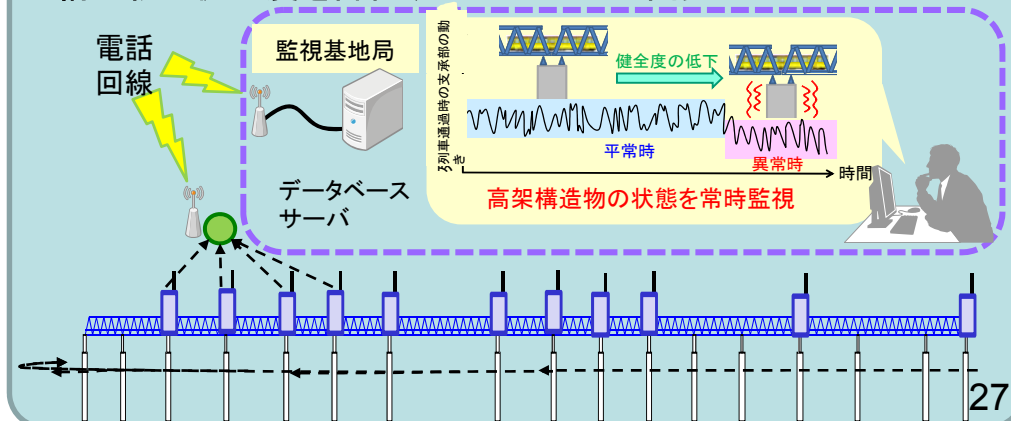 電話
回線
監視基地局
データベース
サーバ
列車通過時の支承部の動き
健全度の低下
平常時
異常時
時間
高架構造物の状態を常時監視
27